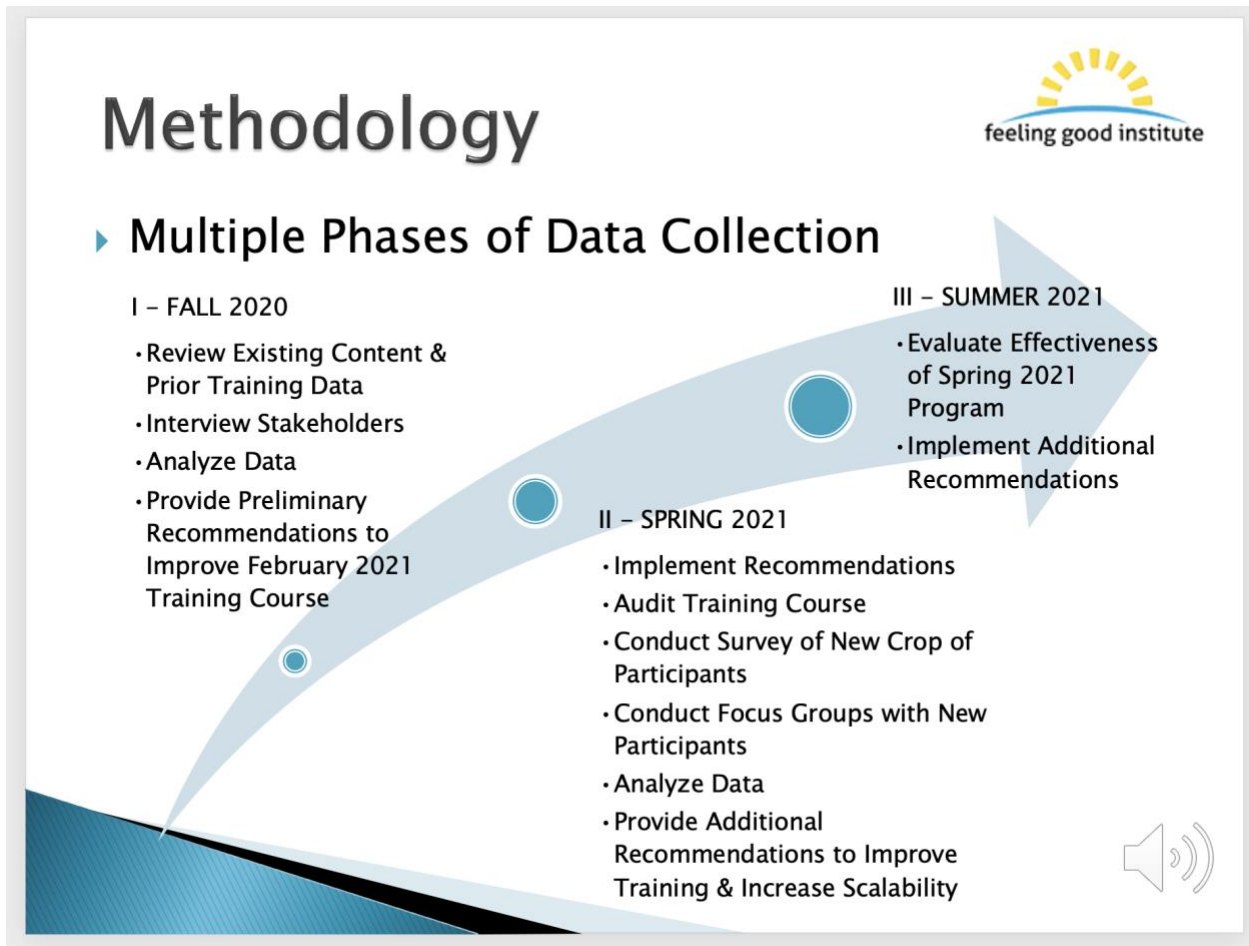 Methodology
feeling good institute
Multiple Phases of Data Collection
I – FALL 2020
•Review Existing Content &
Prior Training Data
•Interview Stakeholders
•Analyze Data
•Provide Preliminary
Recommendations to
Improve February 2021
Training Course
II – SPRING 2021
•Implement Recommendations
•Audit Training Course
•Conduct Survey of New Crop of
Participants
•Conduct Focus Groups with New
Participants
•Analyze Data
•Provide Additional
Recommendations to Improve
Training & Increase Scalability
III – SUMMER 2021
•Evaluate Effectiveness
of Spring 2021
Program
•Implement Additional
Recommendations